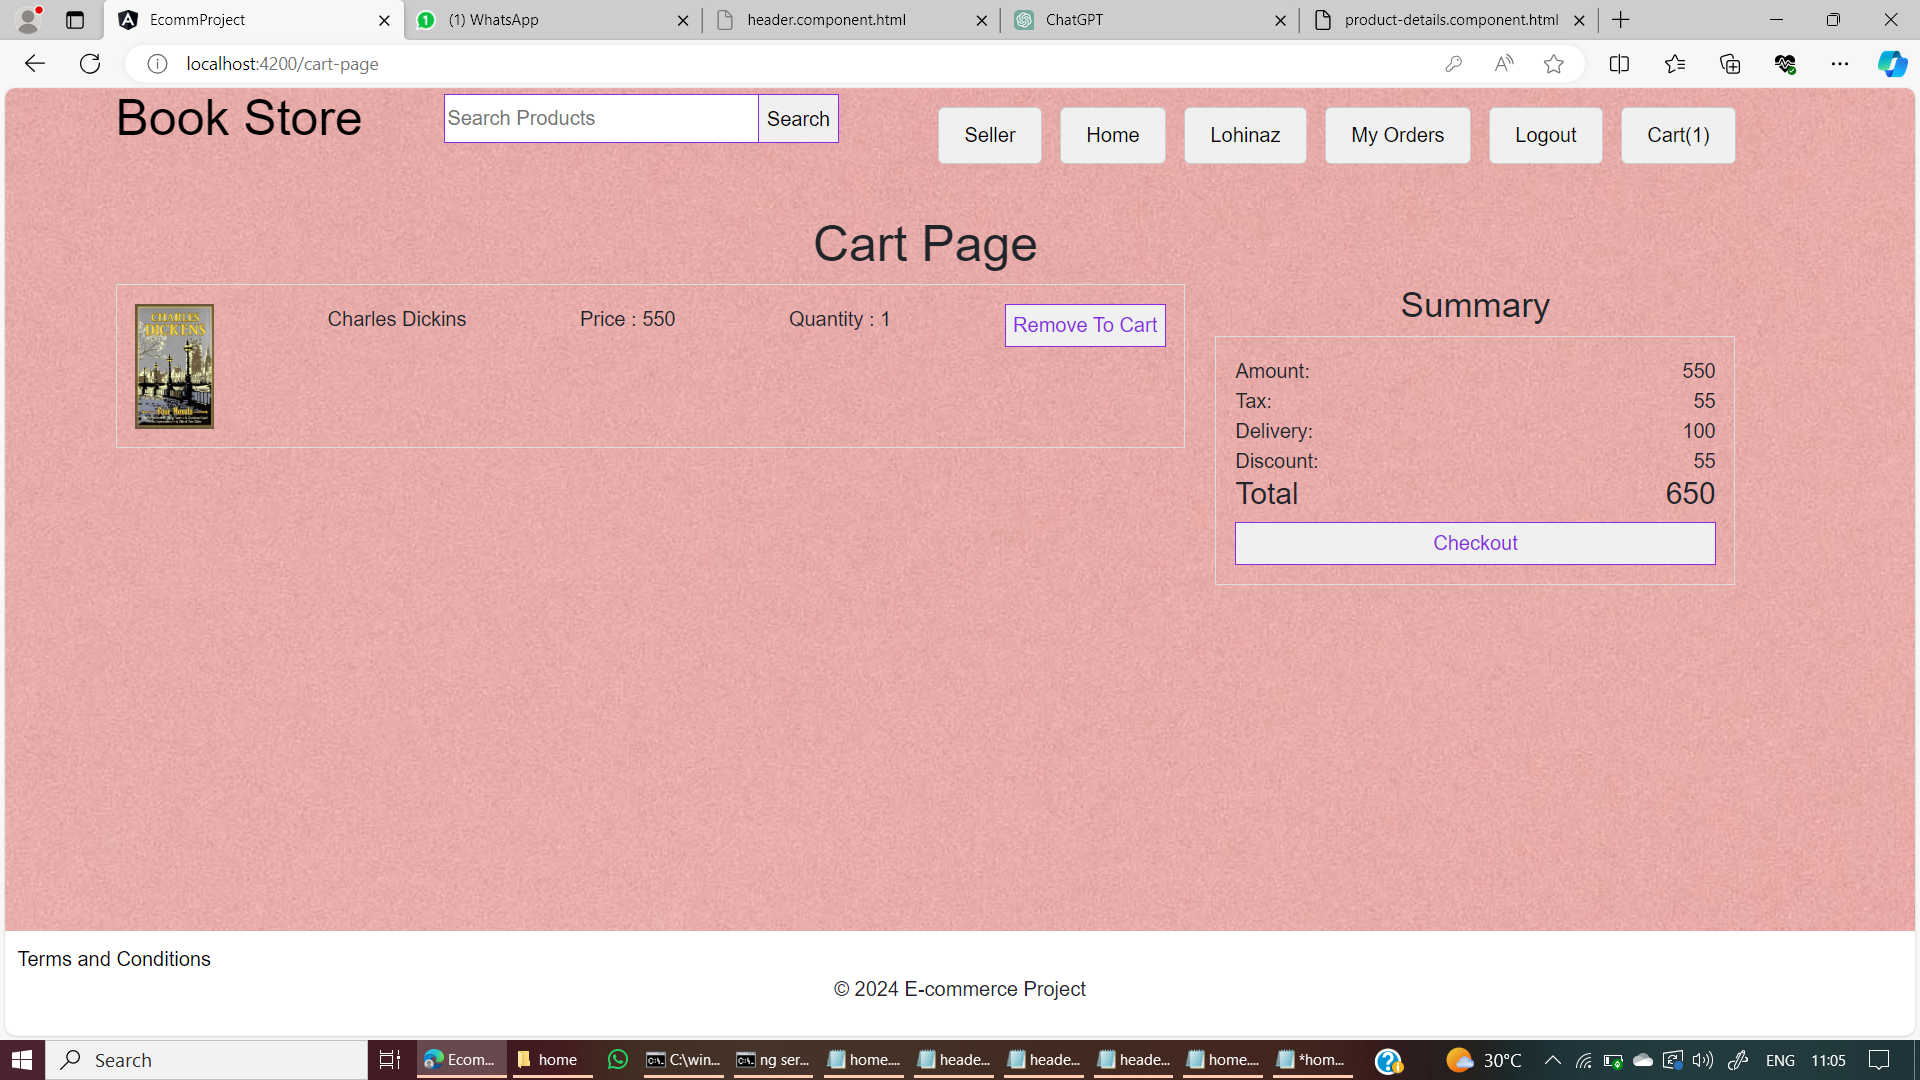 EcommProject
(1) WhatsApp
header.component.html
ChatGPT
product-details.component.html
localhost:4200/cart-page
Book Store
Search Products
Search
Seller
Home
Lohinaz
My Orders
Logout
Cart(1)
Cart Page
CHARLES
DICKENS
Charles Dickins
Price : 550
Quantity : 1
Remove To Cart
Summary
Amount: 550
Tax: 55
Delivery: 100
Discount: 55
Total 650
Checkout
Terms and Conditions
© 2024 E-commerce Project
Search
Ecom...
home
C:\win...
ng ser...
home....
heade...
heade...
heade...
home....
*hom...
30°C
ENG
11:05